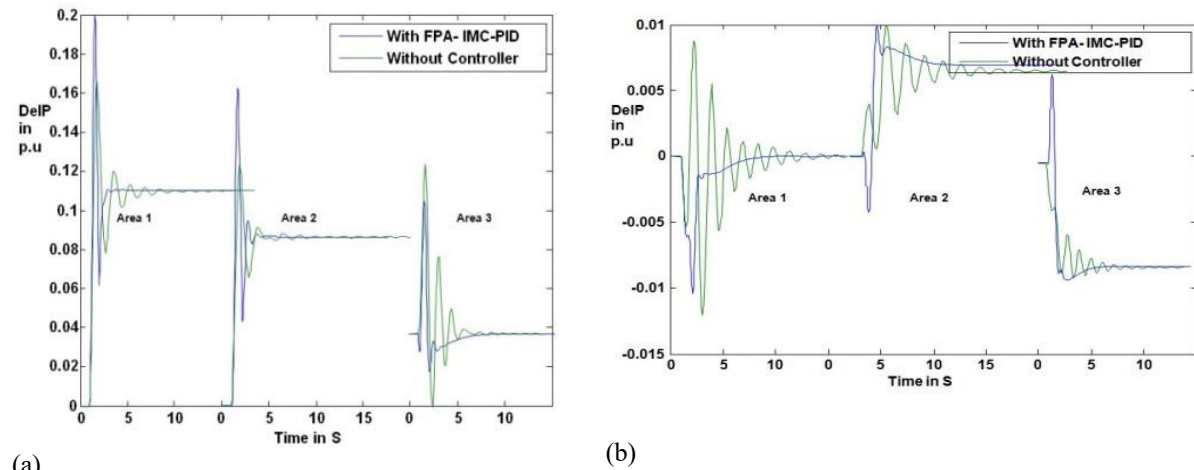 0.2
0.18
0.16
0.14
DelP
in
p.u
0.12
0.1
0.08
0.06
0.04
0.02
0
With FPA- IMC-PID
Without Controller
Area 1
Area 2
Area 3
0 5 10 15 0 5 10 15 0 5 10
Time in S
(a)
0.01
0.005
DelP
in
p.u
0
-0.005
-0.01
-0.015
With FPA- IMC-PID
Without Controller
Area 1
Area 2
Area 3
0 5 10 15 0 5 10 15 0 5 10
Time in S
(b)